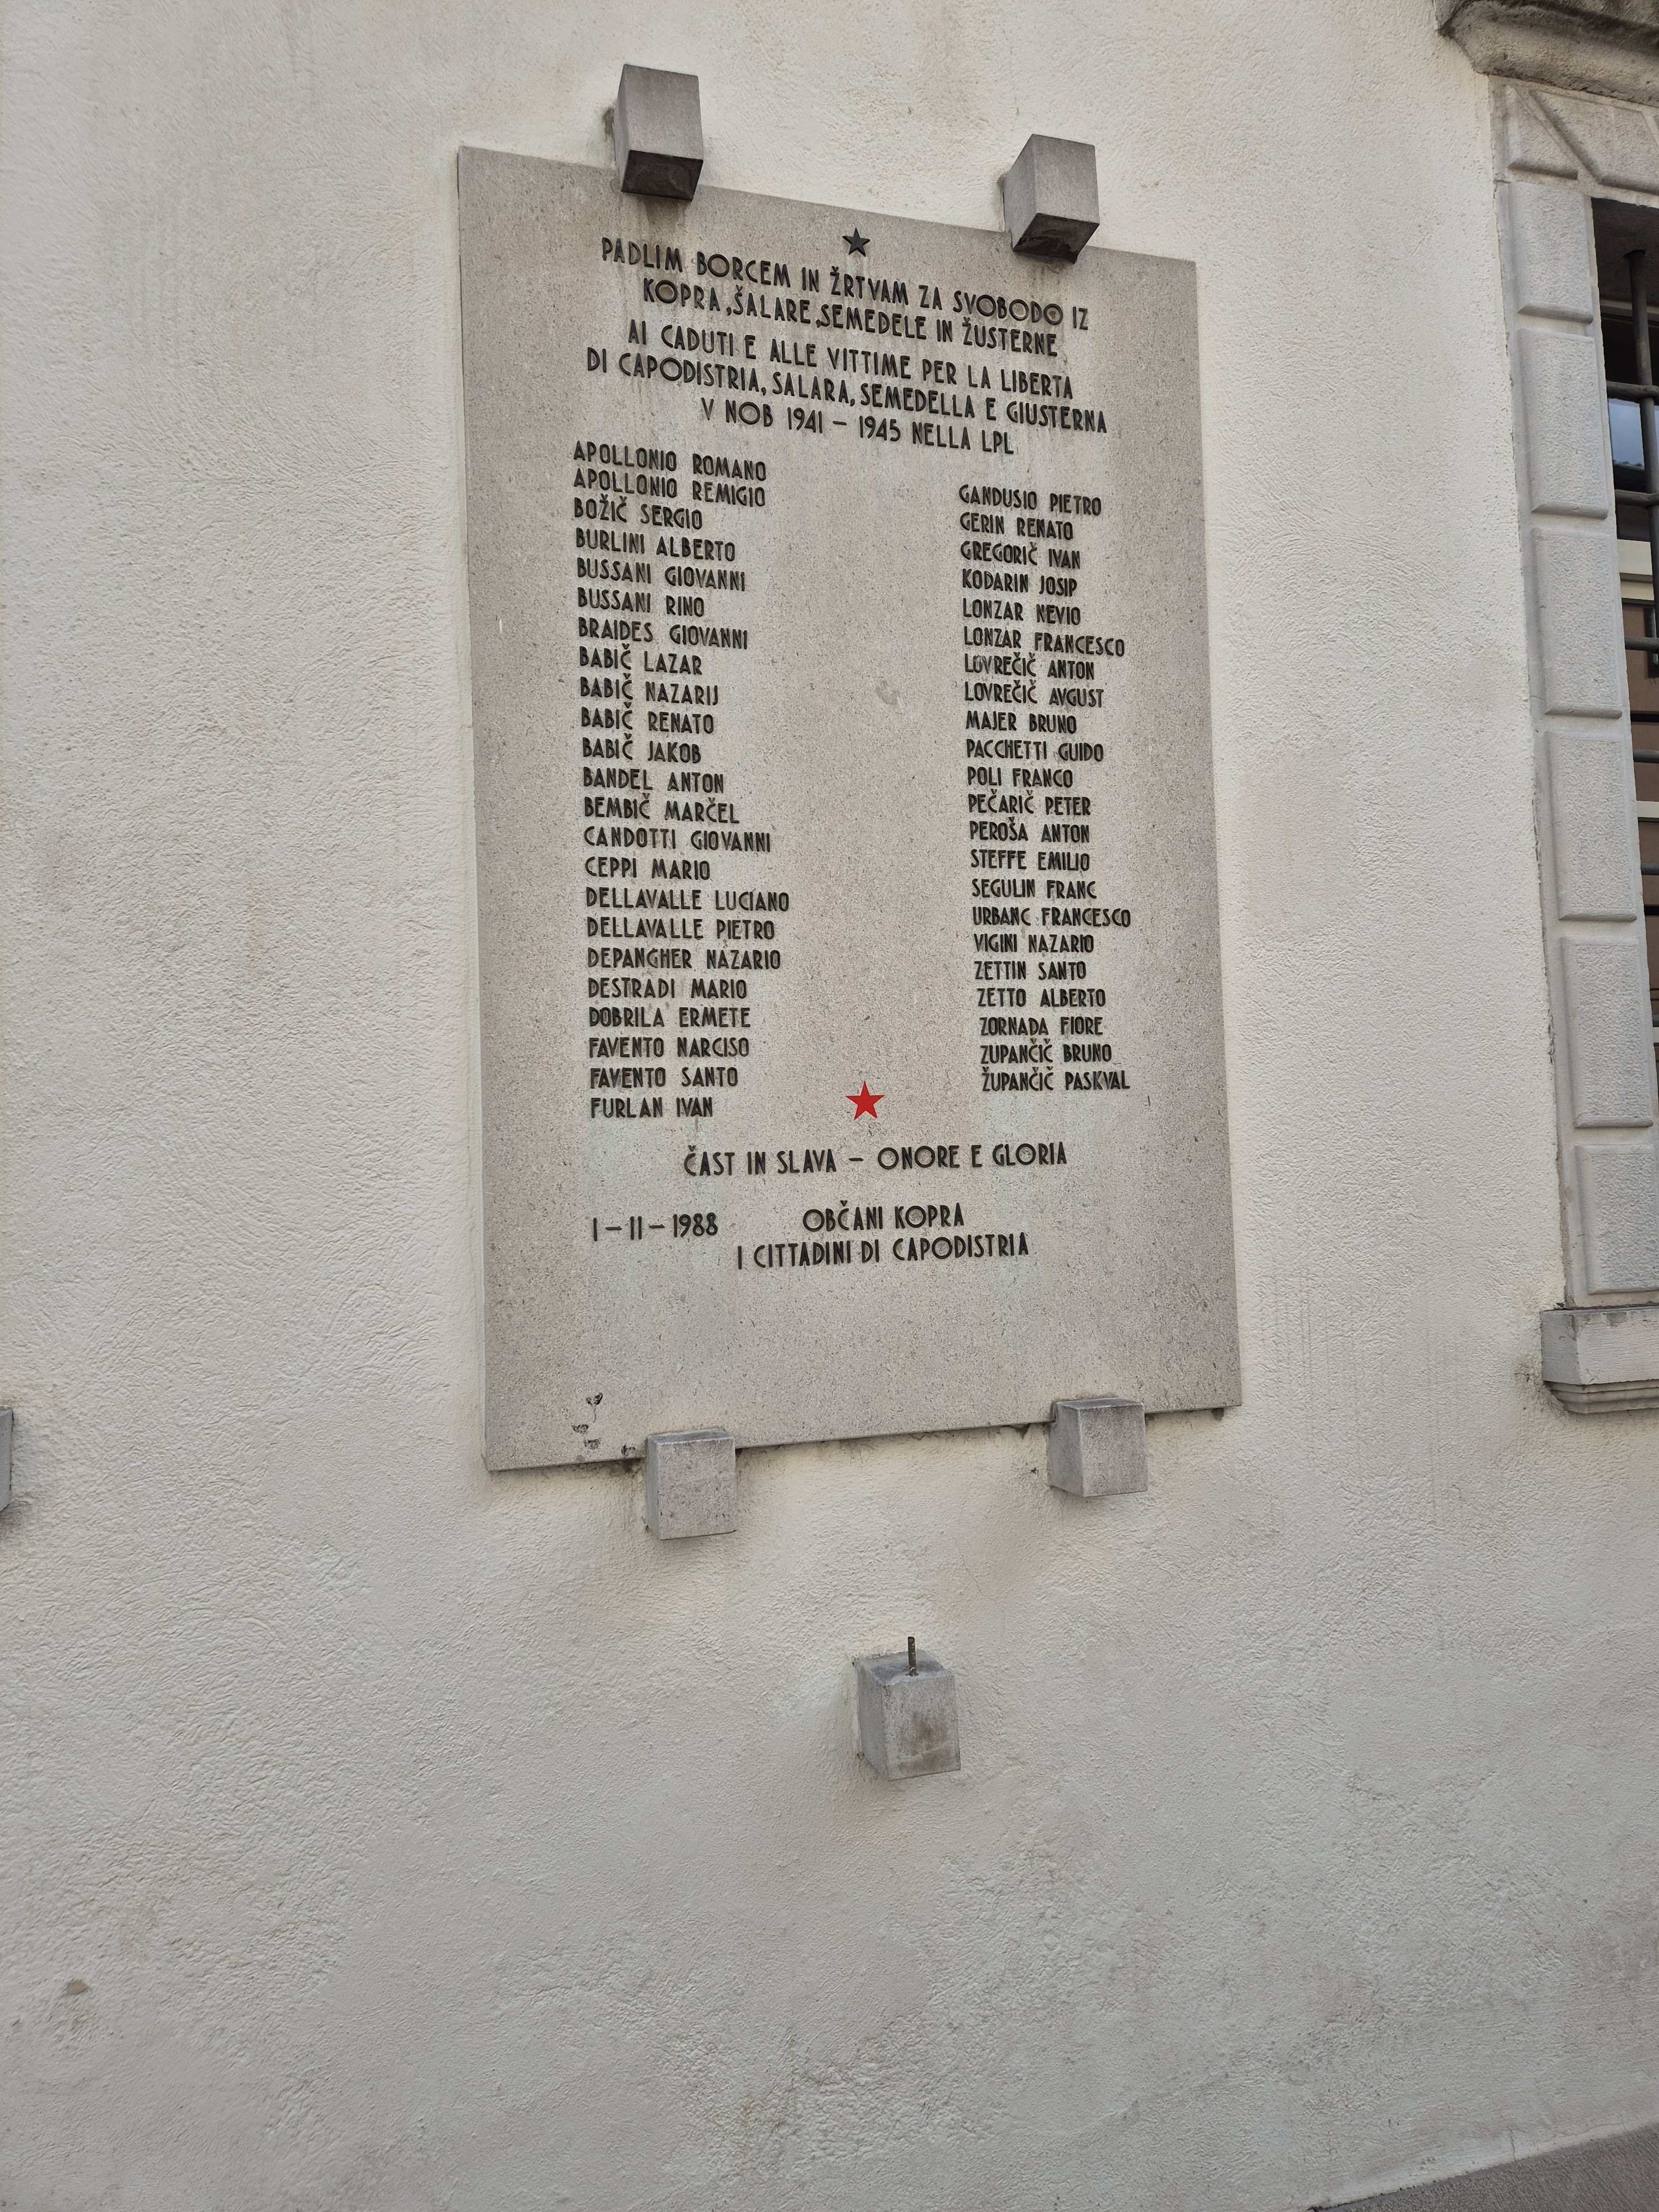 PADLIM BORCEM IN ŽRTVAM ZA SVOBODO IZ
KOPRA, ŠALARE, SEMEDELE IN ŽUSTERNE
AI CADUTI E ALLE VITTIME PER LA LIBERTA
DI CAPODISTRIA, SALARA, SEMEDELLA E GIUSTERNA
V NOB 1941 – 1945 NELLA LPL
APOLLONIO ROMANO
APOLLONIO REMIGIO
BOŽIČ SERGIO
BURLINI ALBERTO
BUSSANI GIOVANNI
BUSSANI RINO
BRAIDES GIOVANNI
BABIČ LAZAR
BABIČ NAZARIJ
BABIČ RENATO
BABIČ JAKOB
BANDEL ANTON
BEMBIČ MARČEL
CANDOTTI GIOVANNI
CEPPI MARIO
DELLAVALLE LUCIANO
DELLAVALLE PIETRO
DEPANGHER NAZARIO
DESTRADI MARIO
DOBRILA ERMETE
FAVENTO NARCISO
FAVENTO SANTO
FURLAN IVAN
GANDUSIO PIETRO
GERIN RENATO
GREGORIČ IVAN
KODARIN JOSIP
LONZAR NEVIO
LONZAR FRANCESCO
LOVREČIČ ANTON
LOVREČIČ AVGUST
MAJER BRUNO
PACCHETTI GUIDO
POLI FRANCO
PEČARIČ PETER
PEROŠA ANTON
STEFFE EMILIO
SEGULIN FRANC
URBANC FRANCESCO
VIGINI NAZARIO
ZETTIN SANTO
ZETTO ALBERTO
ZORNADA FIORE
ZUPANČIČ BRUNO
ŽUPANČIČ PASKVAL
ČAST IN SLAVA – ONORE E GLORIA
1 – 11 – 1988
OBČANI KOPRA
I CITTADINI DI CAPODISTRIA